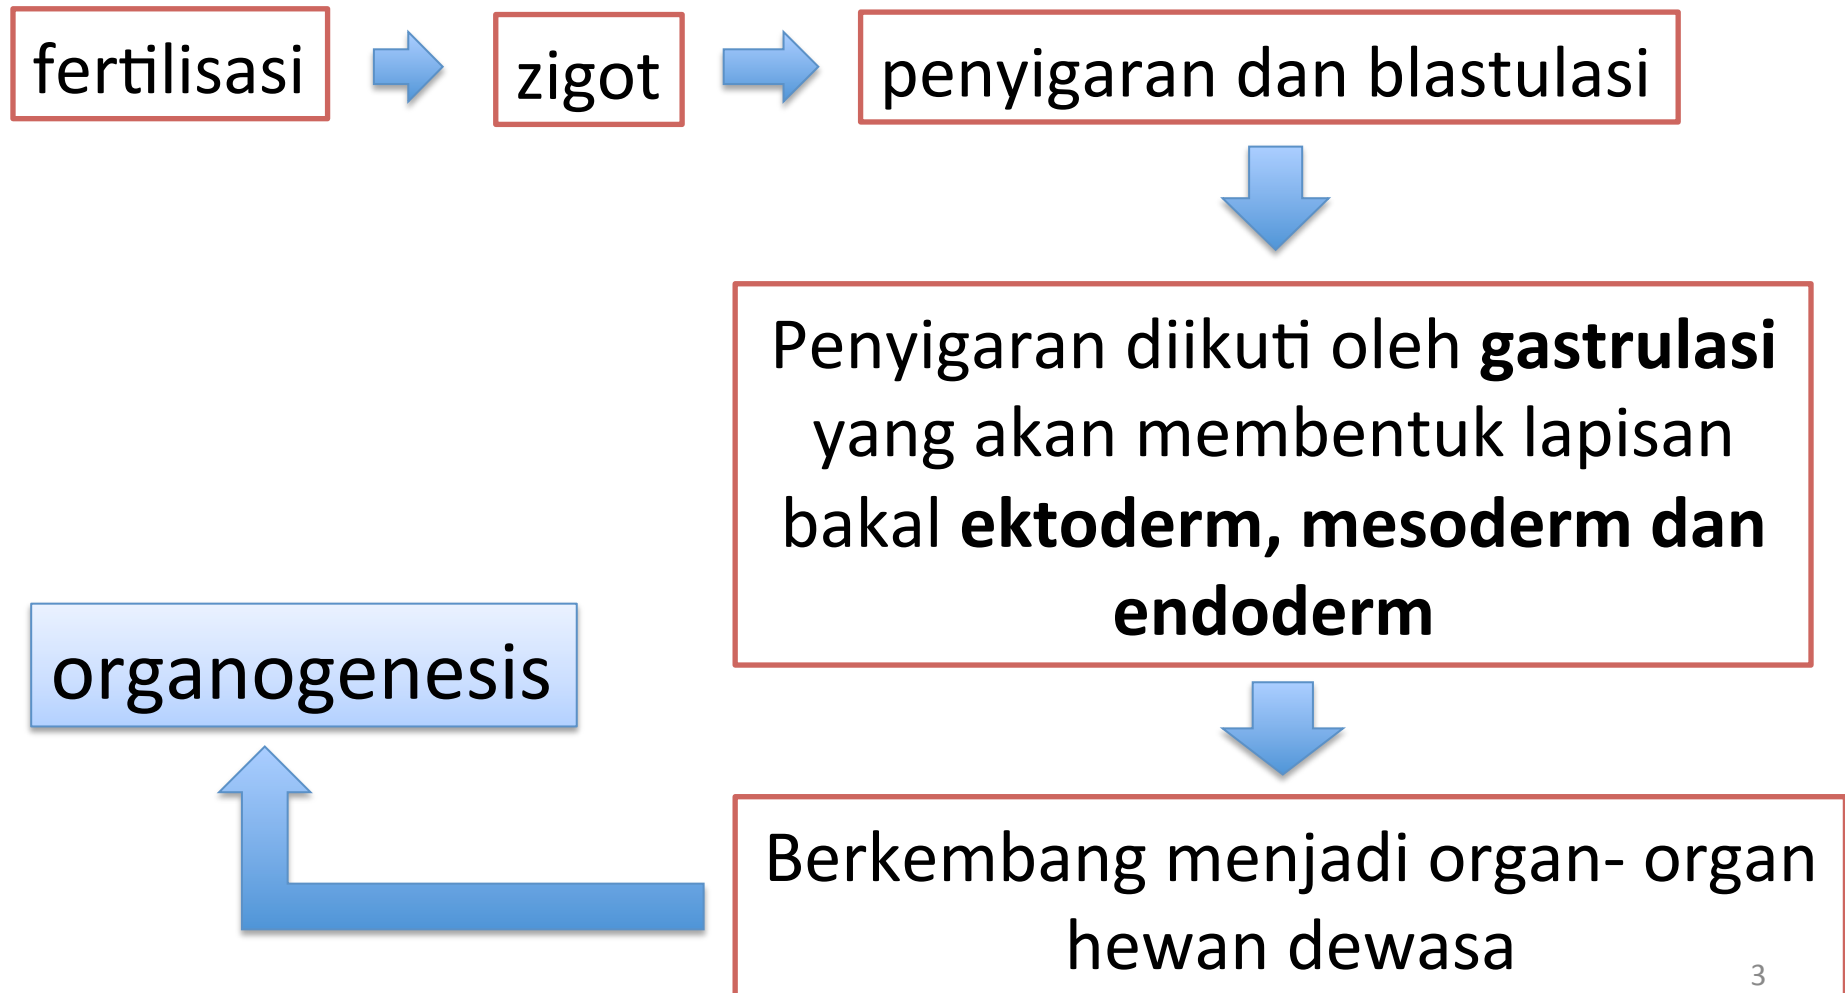 fertilisasi
zigot
penyigaran dan blastulasi
Penyigaran diikuti oleh gastrulasi
yang akan membentuk lapisan
bakal ektoderm, mesoderm dan
endoderm
Berkembang menjadi organ- organ
hewan dewasa
organogenesis
3